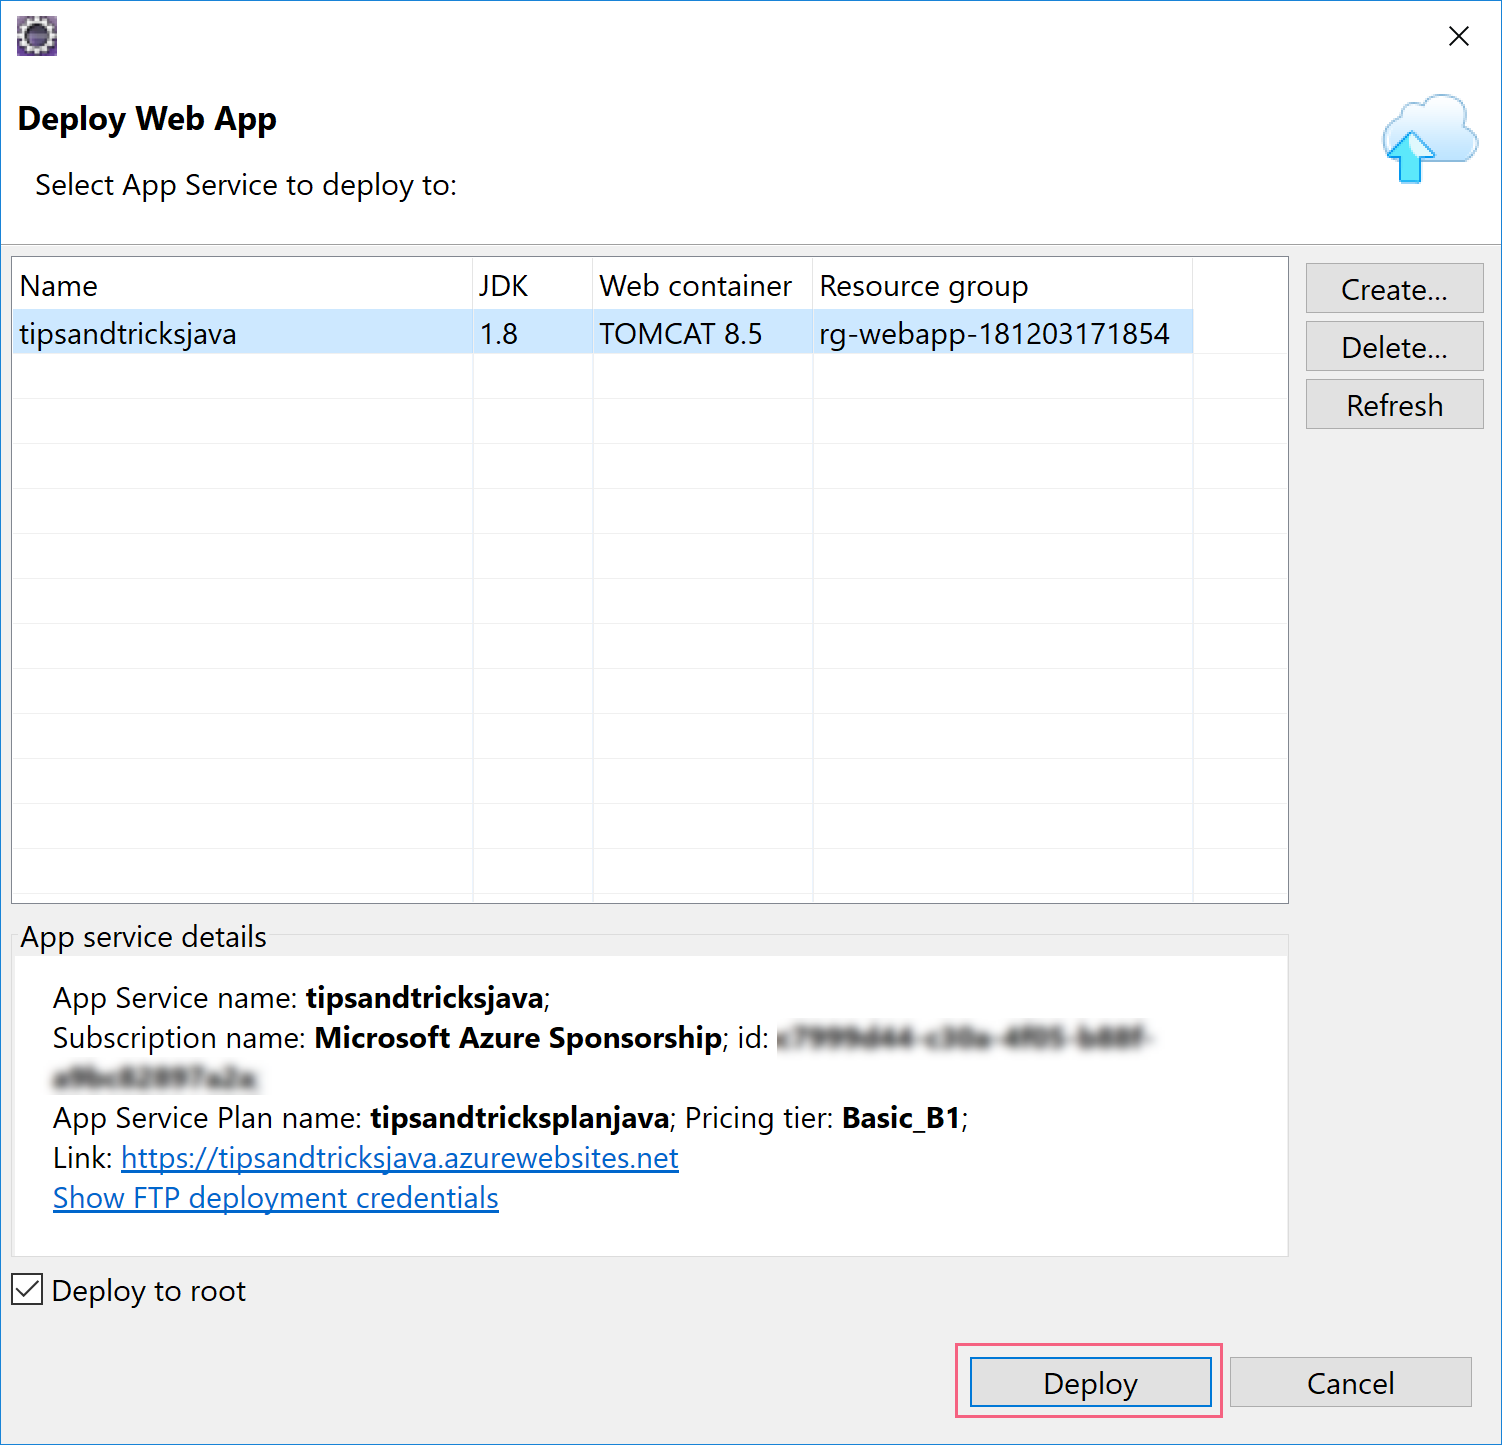 Deploy Web App
Select App Service to deploy to:
Name JDK Web container Resource group
tipsandtricksjava 1.8 TOMCAT 8.5 rg-webapp-181203171854
Create...
Delete...
Refresh
App service details
App Service name: tipsandtricksjava;
Subscription name: Microsoft Azure Sponsorship; id:
App Service Plan name: tipsandtricksplanjava; Pricing tier: Basic_B1;
Link: https://tipsandtricksjava.azurewebsites.net
Show FTP deployment credentials
Deploy to root
Deploy Cancel